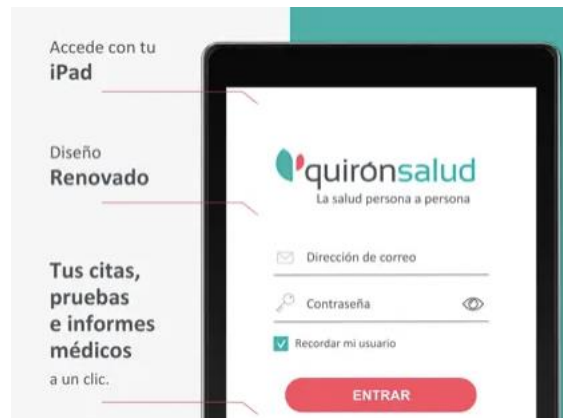 Accede con tu
iPad
Diseño
Renovado
Tus citas,
pruebas
e informes
médicos
a un clic.
quirónsalud
La salud persona a persona
Dirección de correo
Contraseña
Recordar mi usuario
ENTRAR